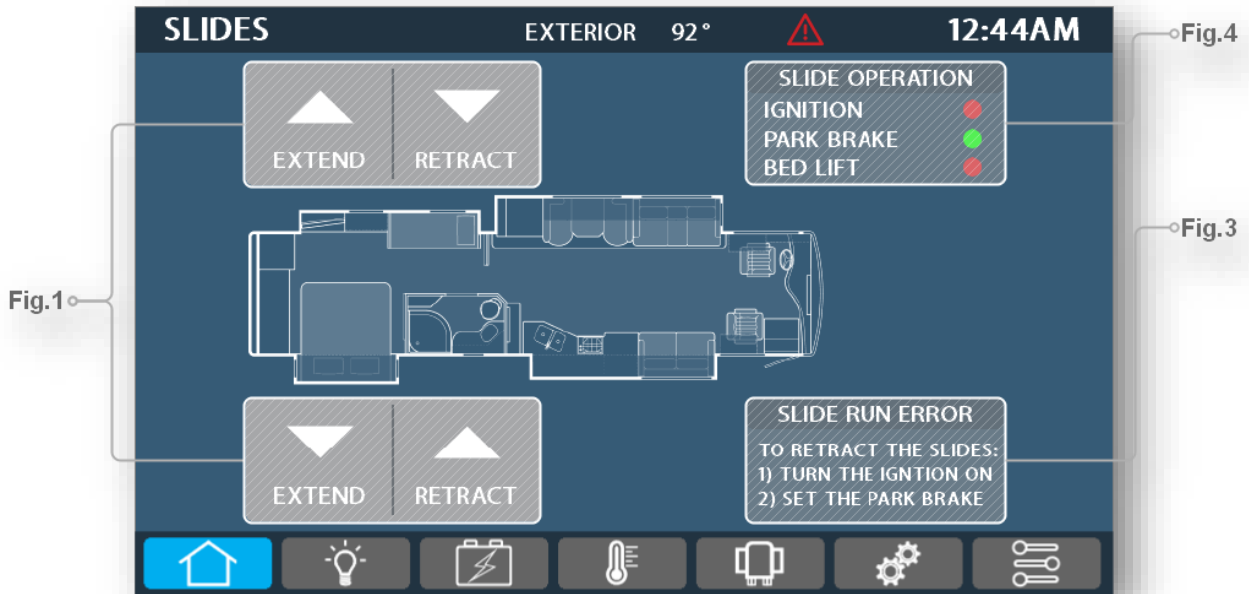 SLIDES EXTERIOR 92° 12:44AM
Fig.4
EXTEND RETRACT
SLIDE OPERATION
IGNITION
PARK BRAKE
BED LIFT
Fig.3
Fig.1
EXTEND RETRACT
SLIDE RUN ERROR
TO RETRACT THE SLIDES:
1) TURN THE IGNTION ON
2) SET THE PARK BRAKE